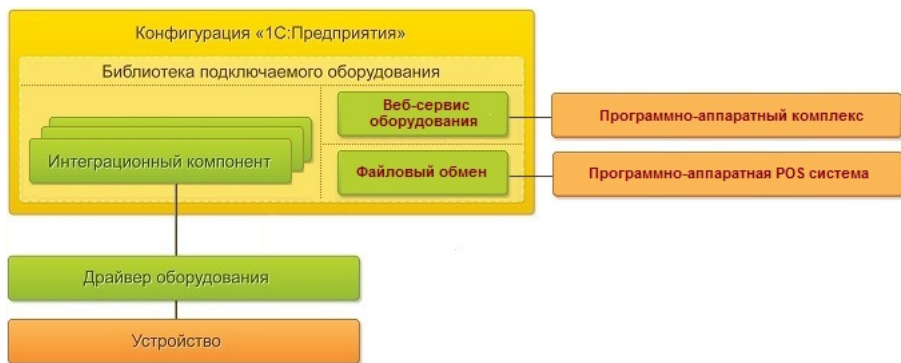 Конфигурация «1С:Предприятия»
Библиотека подключаемого оборудования
Веб-сервис
оборудования
Программно-аппаратный комплекс
Интеграционный компонент
Файловый обмен
Программно-аппаратная POS система
Драйвер оборудования
Устройство